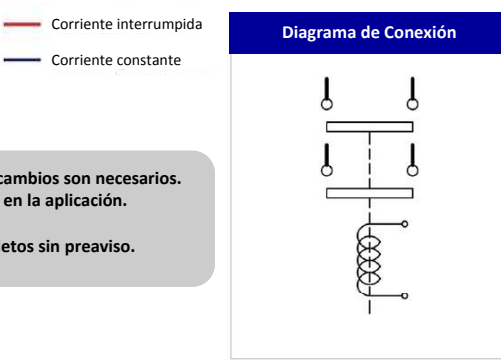 Corriente interrumpida
Corriente constante
Diagrama de Conexión
cambios son necesarios.
en la aplicación.
etos sin preaviso.